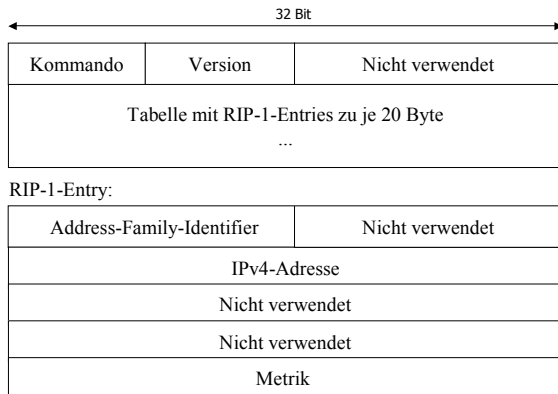 32 Bit
Kommando Version Nicht verwendet
Tabelle mit RIP-1-Entries zu je 20 Byte
...
RIP-1-Entry:
Address-Family-Identifier Nicht verwendet
IPv4-Adresse
Nicht verwendet
Nicht verwendet
Metrik